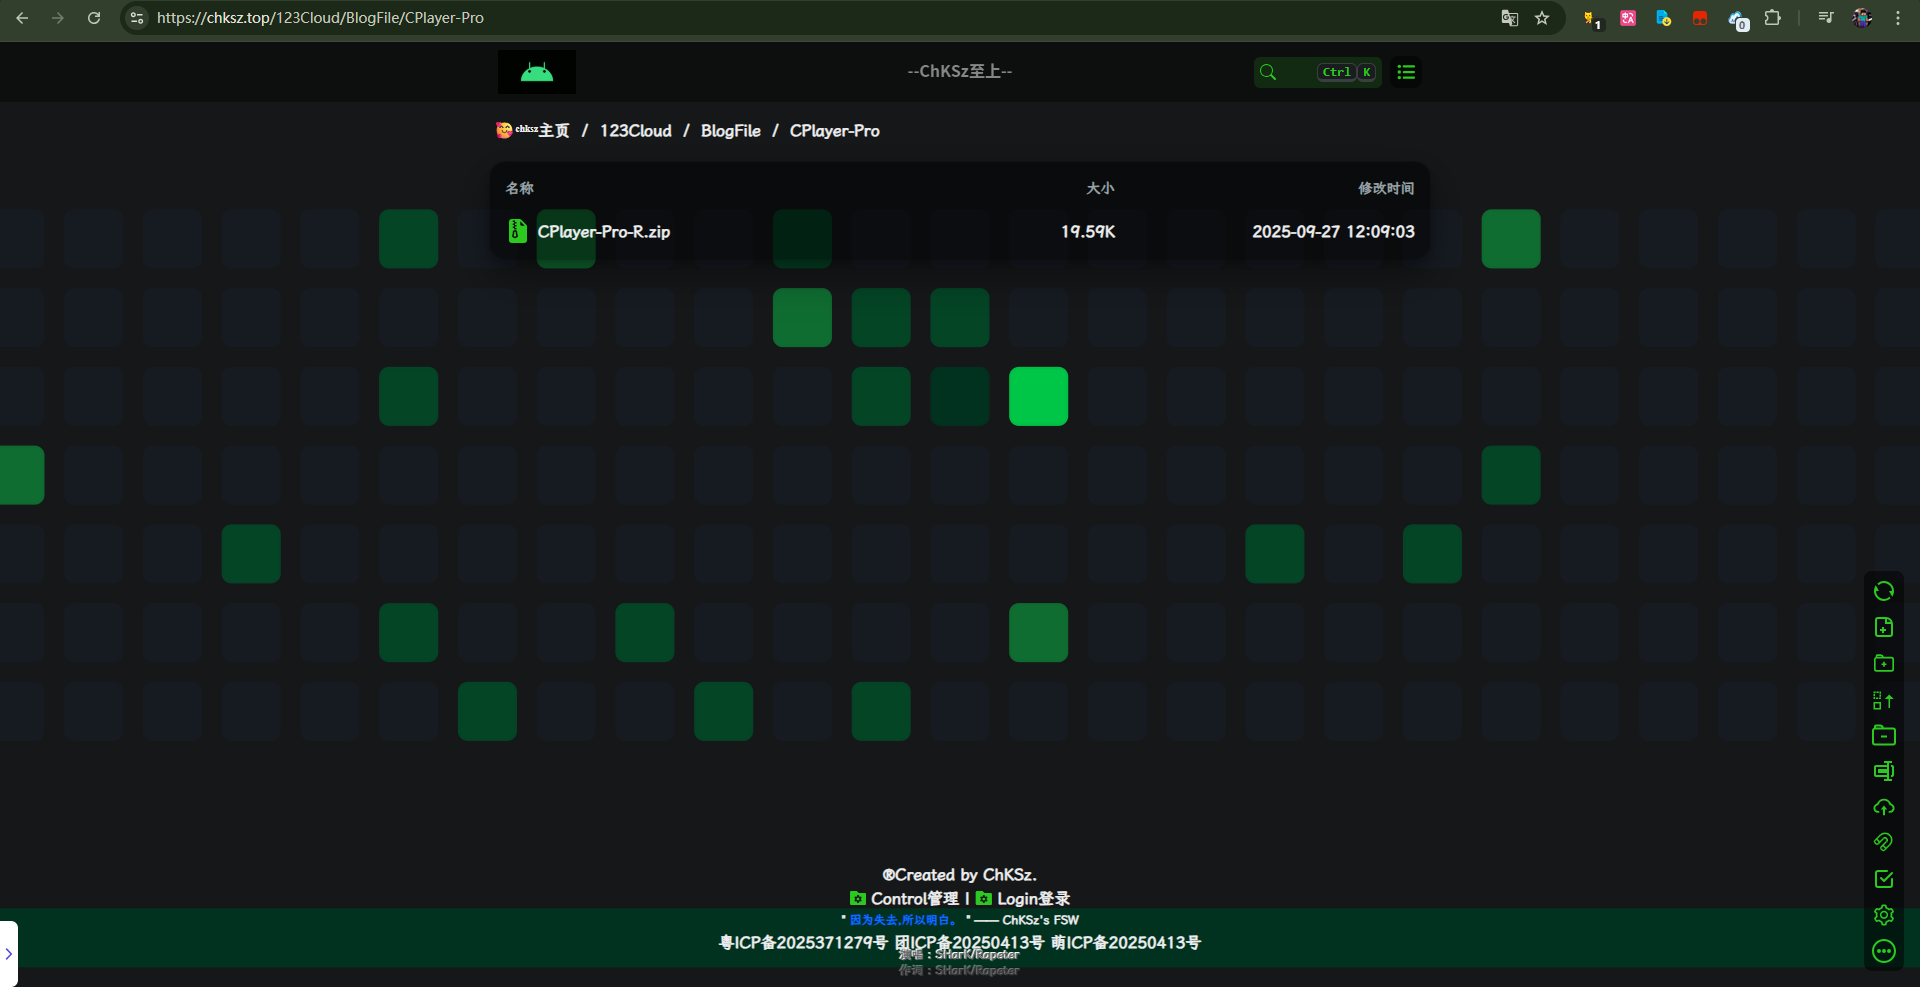 https://chksz.top/123Cloud/BlogFile/CPlayer-Pro
1
0
--ChKSz至上--
Ctrl K
🥰chksz主页 / 123Cloud / BlogFile / CPlayer-Pro
名称 大小 修改时间
CPlayer-Pro-R.zip 19.59K 2025-09-27 12:09:03
®Created by ChKSz.
Control管理 | Login登录
" 因为失去,所以明白。 " —— ChKSz's FSW
粤ICP备2025371279号 团ICP备20250413号 萌ICP备20250413号
演唱：SHarK/Rapeter
作词：SHarK/Rapeter